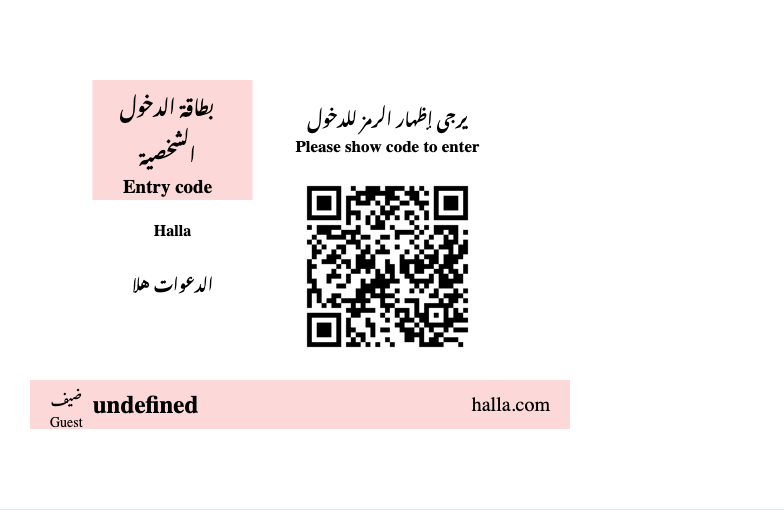 بطاقة الدخول
الشخصية
Entry code
Halla
الدعوات هلا
يرجى إظهار الرمز للدخول
Please show code to enter
ضيف
Guest
undefined
halla.com